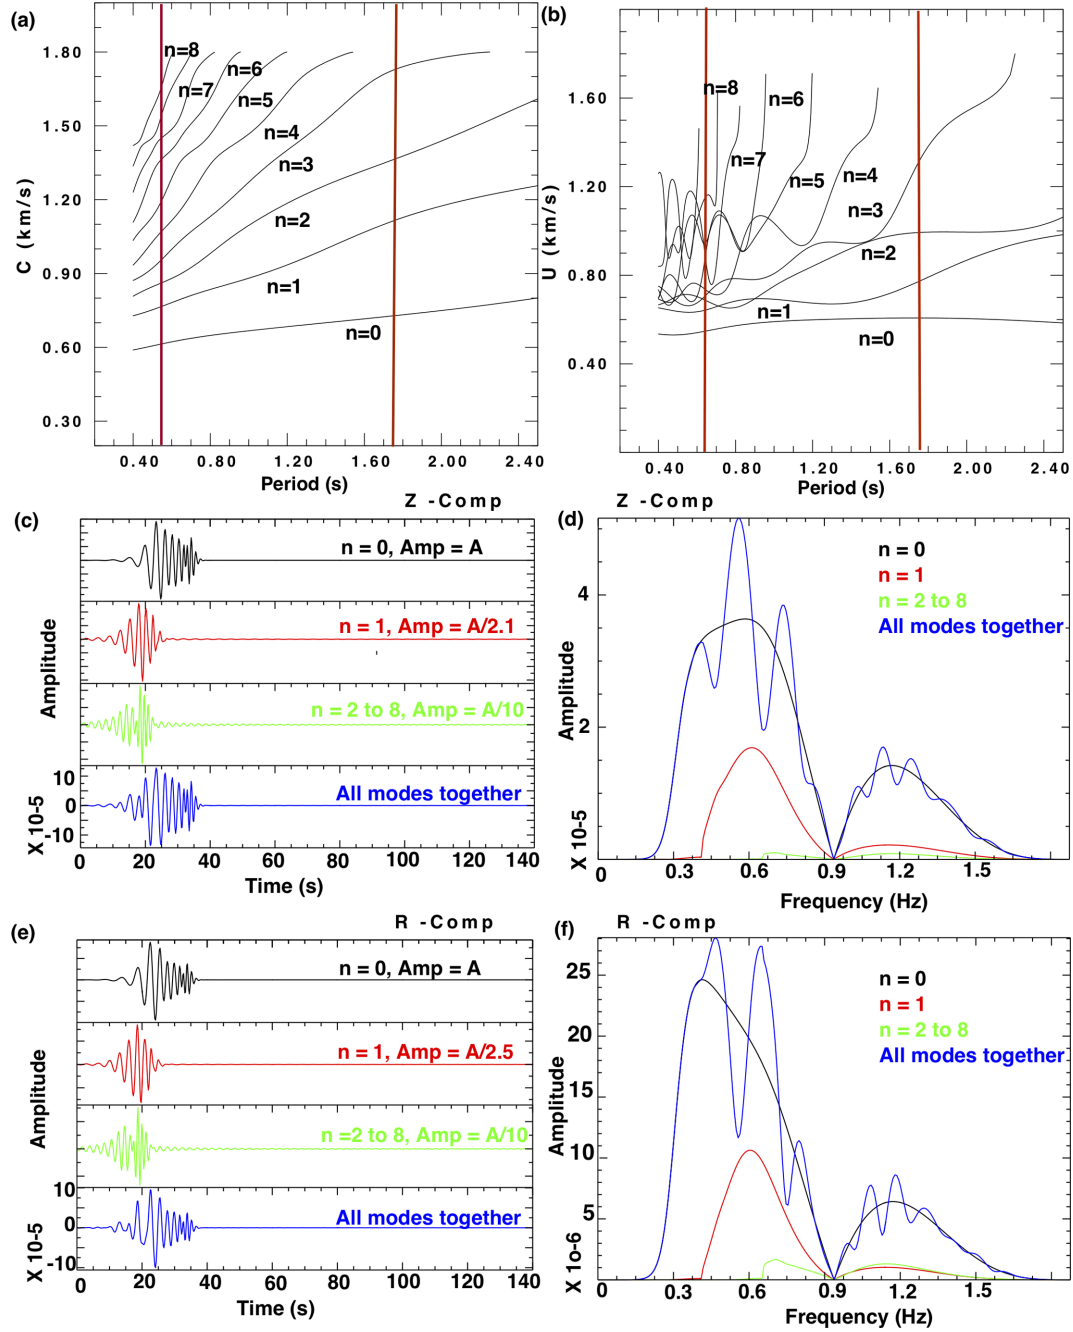 (a)
C (km/s)
1.80
1.50
1.20
0.90
0.60
0.30
n=8
n=7
n=6
n=5
n=4
n=3
n=2
n=1
n=0
0.40 0.80 1.20 1.60 2.00 2.40
Period (s)
(b)
U (km/s)
1.60
1.20
0.80
0.40
n=8
n=6
n=7
n=5
n=4
n=3
n=2
n=1
n=0
0.40 0.80 1.20 1.60 2.00 2.40
Period (s)
(c)
Z -Comp
n = 0, Amp = A
n = 1, Amp = A/2.1
n = 2 to 8, Amp = A/10
All modes together
Amplitude
X 10-5
10
0
-10
0 20 40 60 80 100 120 140
Time (s)
(d)
Z -Comp
n = 0
n = 1
n = 2 to 8
All modes together
Amplitude
X 10-5
4
2
0 0.3 0.6 0.9 1.2 1.5
Frequency (Hz)
(e)
R -Comp
n = 0, Amp = A
n = 1, Amp = A/2.5
n =2 to 8, Amp = A/10
All modes together
Amplitude
X 10-5
10
0
-10
0 20 40 60 80 100 120 140
Time (s)
(f)
R -Comp
n = 0
n = 1
n = 2 to 8
All modes together
Amplitude
X 1o-6
25
20
15
10
5
0 0.3 0.6 0.9 1.2 1.5
Frequency (Hz)